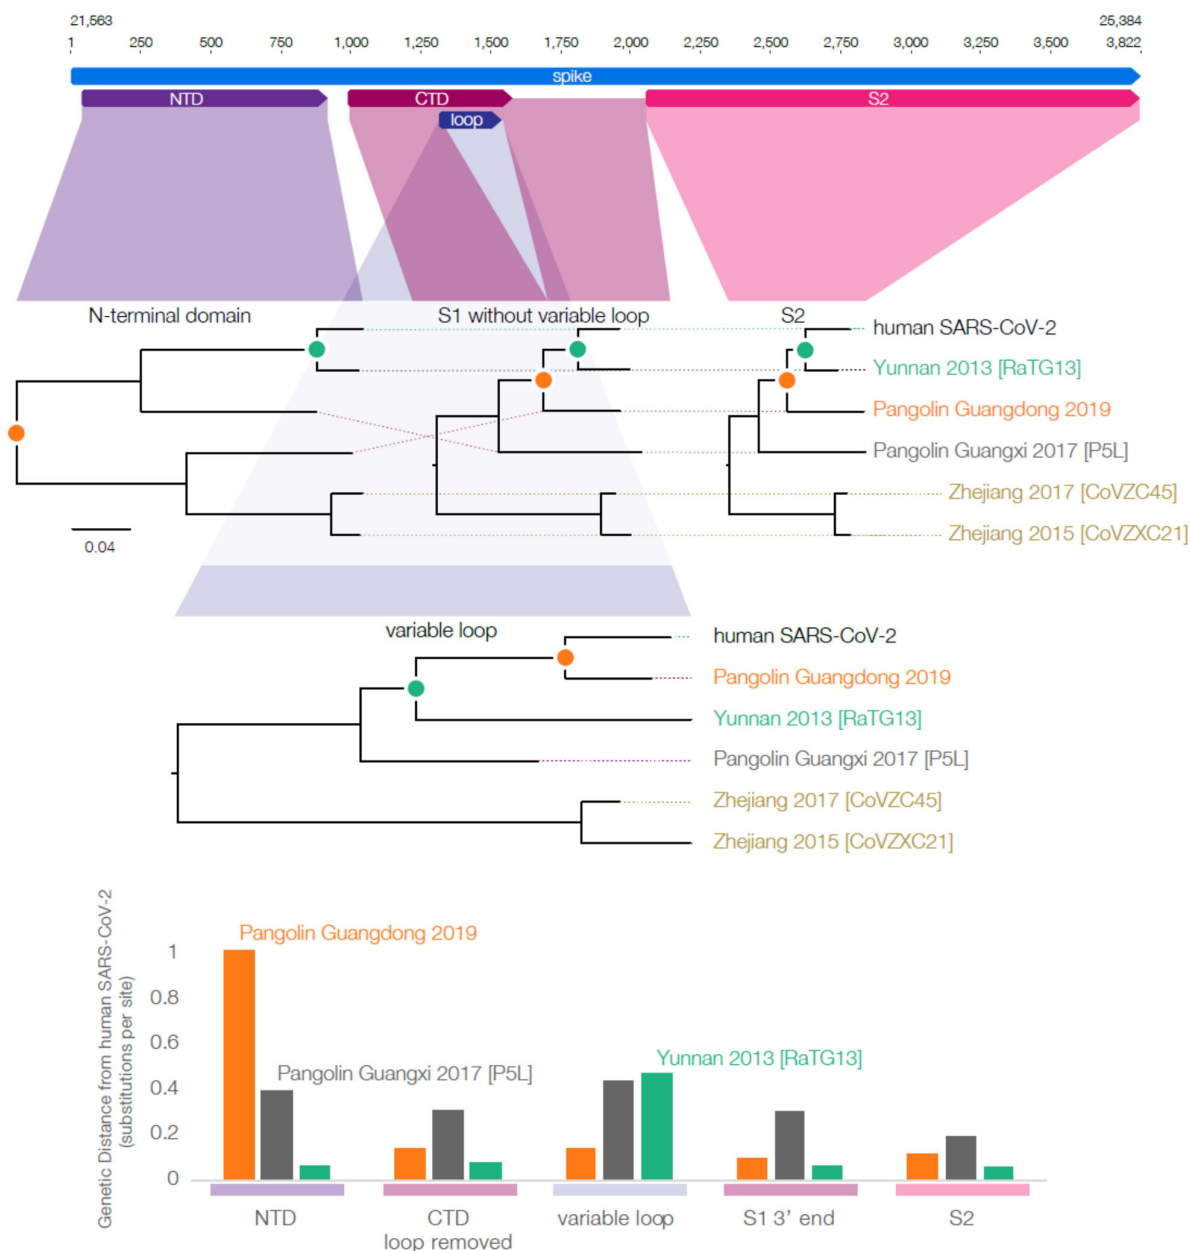 21,563 25,384
1 250 500 750 1,000 1,250 1,500 1,750 2,000 2,250 2,500 2,750 3,000 3,250 3,500 3,822
spike
NTD CTD S2
loop
N-terminal domain S1 without variable loop S2
human SARS-CoV-2
Yunnan 2013 [RaTG13]
Pangolin Guangdong 2019
Pangolin Guangxi 2017 [P5L]
Zhejiang 2017 [CoVZC45]
Zhejiang 2015 [CoVZXC21]
0.04
variable loop
human SARS-CoV-2
Pangolin Guangdong 2019
Yunnan 2013 [RaTG13]
Pangolin Guangxi 2017 [P5L]
Zhejiang 2017 [CoVZC45]
Zhejiang 2015 [CoVZXC21]
Genetic Distance from human SARS-CoV-2
(substitutions per site)
Pangolin Guangdong 2019
1
0.8
0.6
Yunnan 2013 [RaTG13]
Pangolin Guangxi 2017 [P5L]
0.4
0.2
0
NTD CTD variable loop S1 3' end S2
loop removed